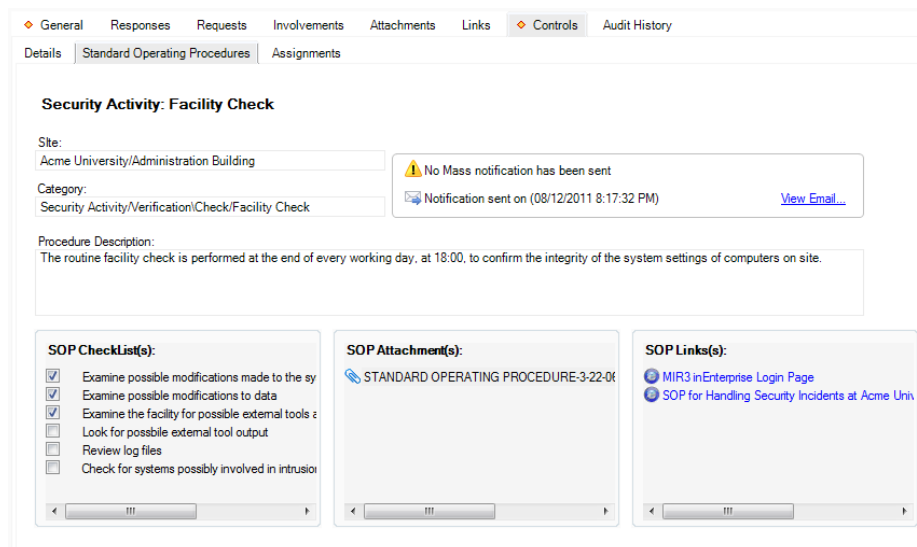 General Responses Requests Involvements Attachments Links Controls Audit History
Details Standard Operating Procedures Assignments
Security Activity: Facility Check
SIte:
Acme University/Administration Building
No Mass notification has been sent
Category:
Notification sent on (08/12/2011 8:17:32 PM) View Email...
Security Activity/Verification\Check/Facility Check
Procedure Description:
The routine facility check is performed at the end of every working day, at 18:00, to confirm the integrity of the system settings of computers on site.
SOP CheckList(s):
Examine possible modifications made to the sy
Examine possible modifications to data
Examine the facility for possible external tools a
Look for possbile external tool output
Review log files
Check for systems possibly involved in intrusion
SOP Attachment(s):
STANDARD OPERATING PROCEDURE-3-22-06
SOP Links(s):
MIR3 inEnterprise Login Page
SOP for Handling Security Incidents at Acme Univ